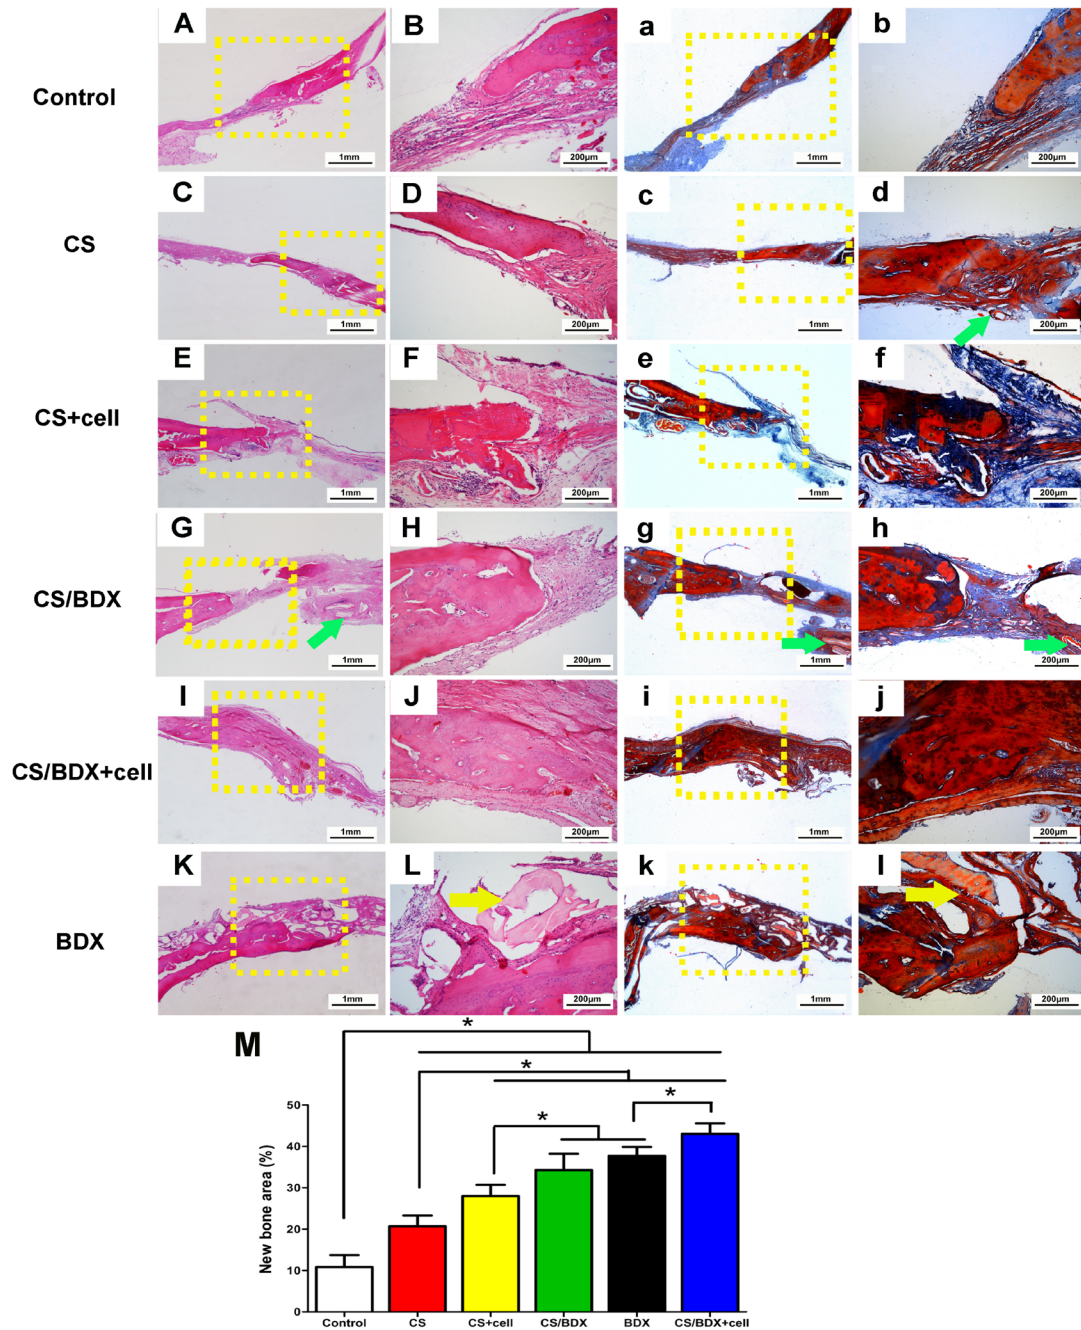 A B a b
Control
1mm 200μm 1mm 200μm
C D c d
CS
1mm 200μm 1mm 200μm
E F e f
CS+cell
1mm 200μm 1mm 200μm
G H g h
CS/BDX
1mm 200μm 1mm 200μm
I J i j
CS/BDX+cell
1mm 200μm 1mm 200μm
K L k l
BDX
1mm 200μm 1mm 200μm
M
*
*
*
*
New bone area (%)
50
40
30
20
10
0
Control CS CS+cell CS/BDX BDX CS/BDX+cell